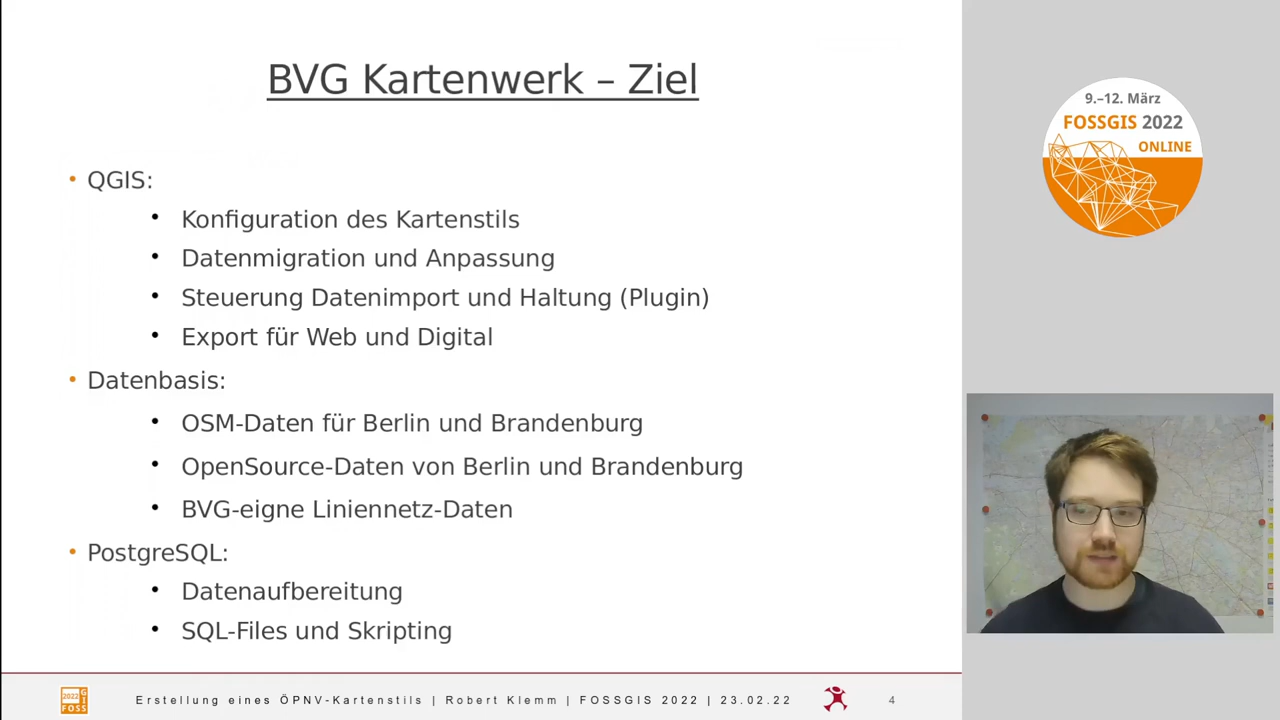 BVG Kartenwerk – Ziel
QGIS:
Konfiguration des Kartenstils
Datenmigration und Anpassung
Steuerung Datenimport und Haltung (Plugin)
Export für Web und Digital
Datenbasis:
OSM-Daten für Berlin und Brandenburg
OpenSource-Daten von Berlin und Brandenburg
BVG-eigne Liniennetz-Daten
PostgreSQL:
Datenaufbereitung
SQL-Files und Skripting
2022
GIS
FOSS
Erstellung eines ÖPNV-Kartenstils | Robert Klemm | FOSSGIS 2022 | 23.02.22
4
9.–12. März
FOSSGIS 2022
ONLINE